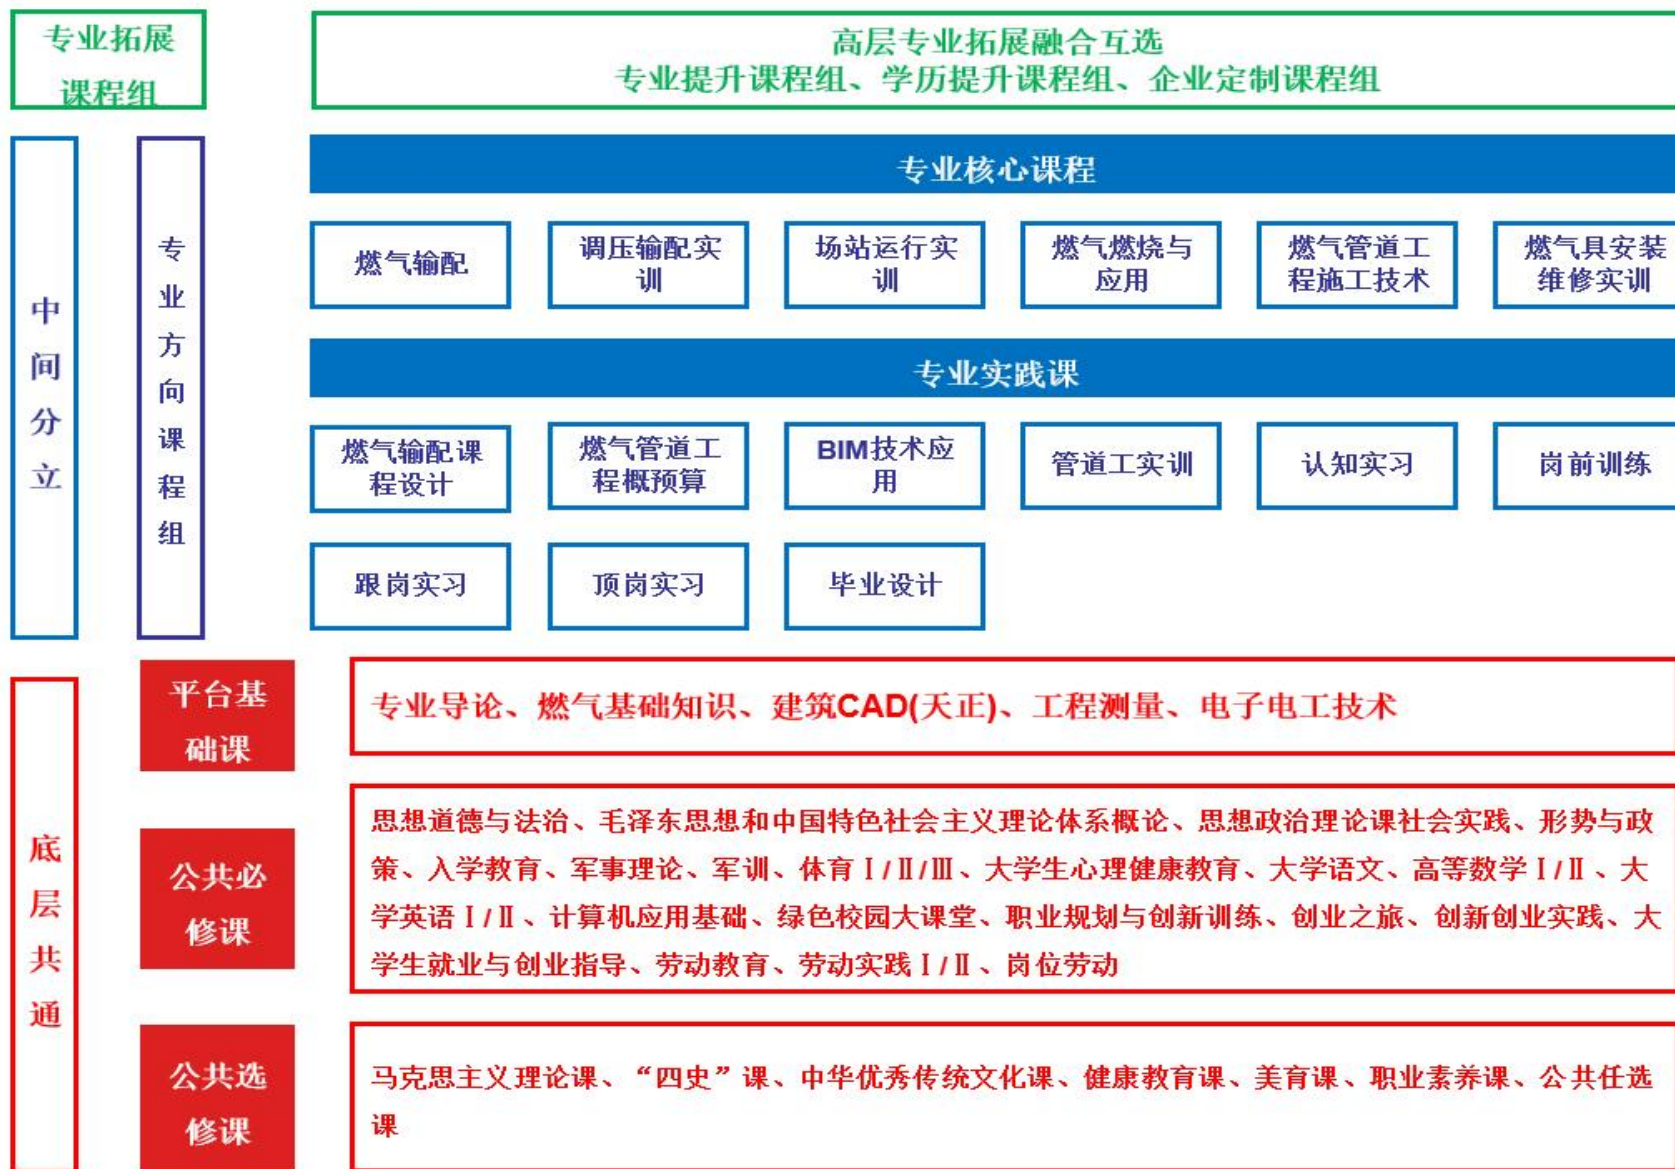 专业拓展
课程组
高层专业拓展融合互选
专业提升课程组、学历提升课程组、企业定制课程组
中
间
分
立
专
业
方
向
课
程
组
专业核心课程
燃气输配
调压输配实
训
场站运行实
训
燃气燃烧与
应用
燃气管道工
程施工技术
燃气具安装
维修实训
专业实践课
燃气输配课
程设计
燃气管道工
程概预算
BIM技术应
用
管道工实训
认知实习
岗前训练
跟岗实习
顶岗实习
毕业设计
底
层
共
通
平台基
础课
专业导论、燃气基础知识、建筑CAD(天正)、工程测量、电子电工技术
公共必
修课
思想道德与法治、毛泽东思想和中国特色社会主义理论体系概论、思想政治理论课社会实践、形势与政
策、入学教育、军事理论、军训、体育Ⅰ/Ⅱ/Ⅲ、大学生心理健康教育、大学语文、高等数学Ⅰ/Ⅱ、大
学英语Ⅰ/Ⅱ、计算机应用基础、绿色校园大课堂、职业规划与创新训练、创业之旅、创新创业实践、大
学生就业与创业指导、劳动教育、劳动实践Ⅰ/Ⅱ、岗位劳动
公共选
修课
马克思主义理论课、“四史”课、中华优秀传统文化课、健康教育课、美育课、职业素养课、公共任选
课